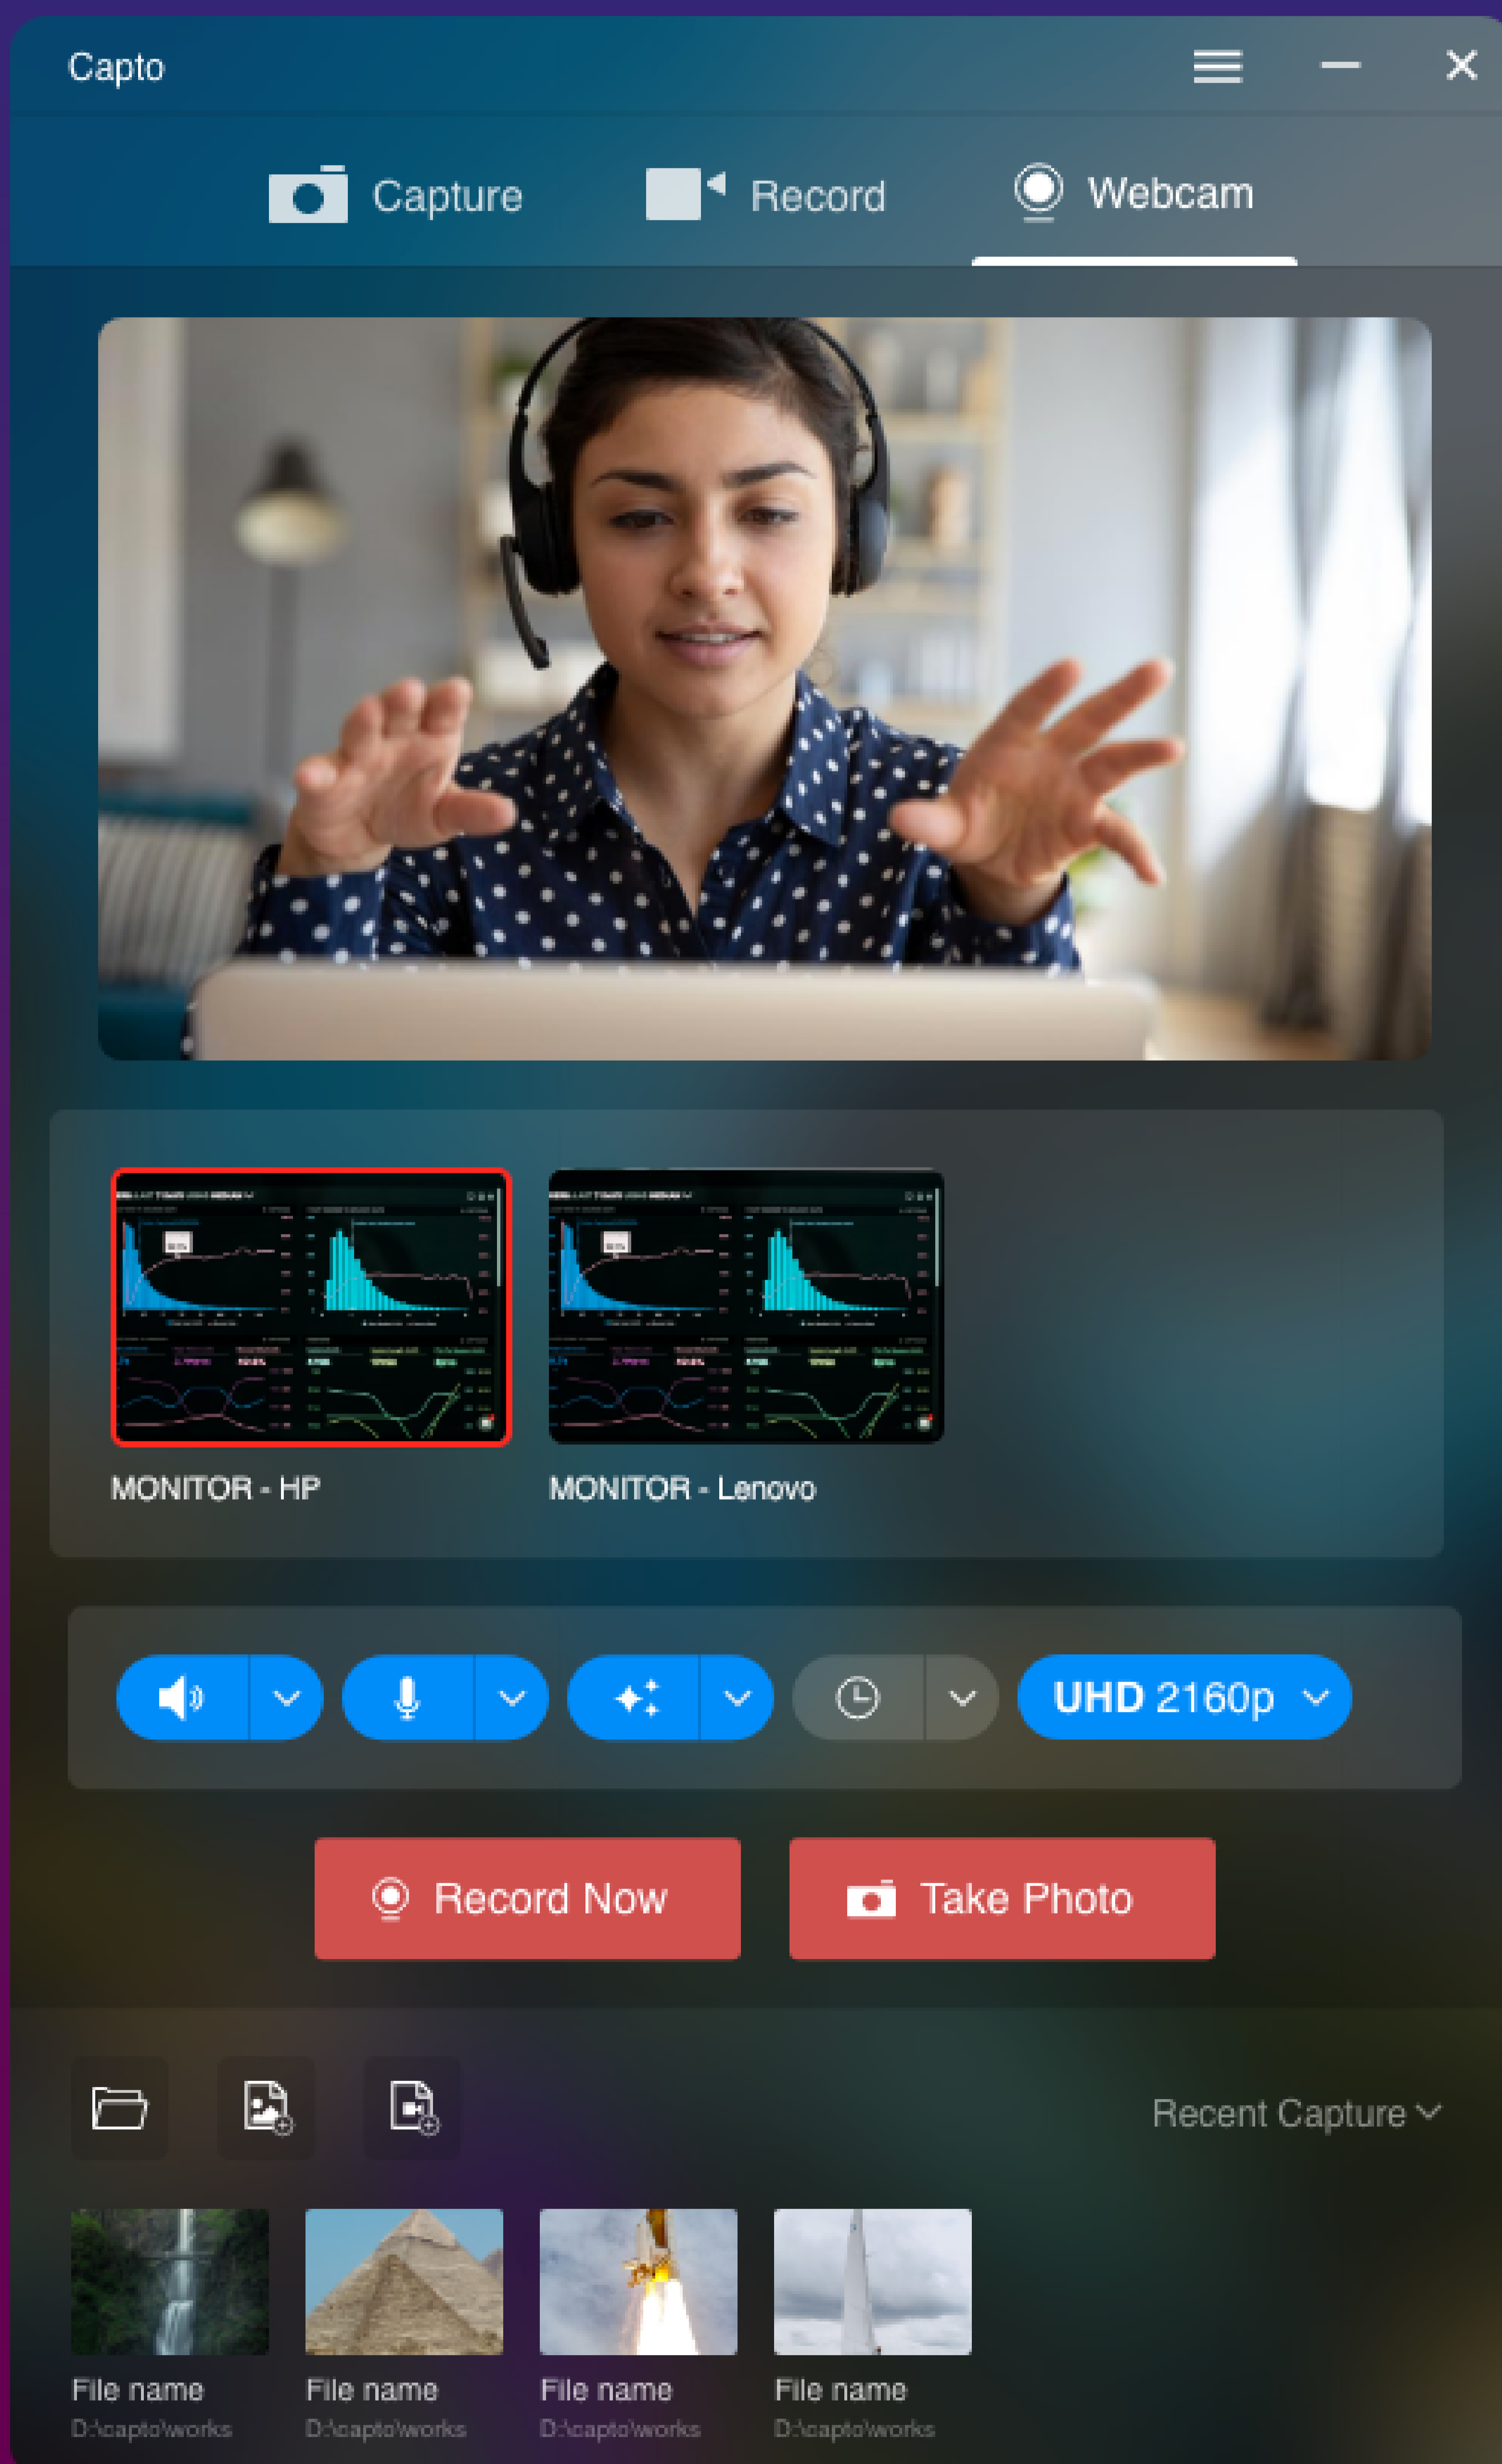 Capto
Capture Record Webcam
MONITOR - HP MONITOR - Lenovo
UHD 2160p
Record Now Take Photo
Recent Capture
File name File name File name File name
D:\capto\works D:\capto\works D:\capto\works D:\capto\works